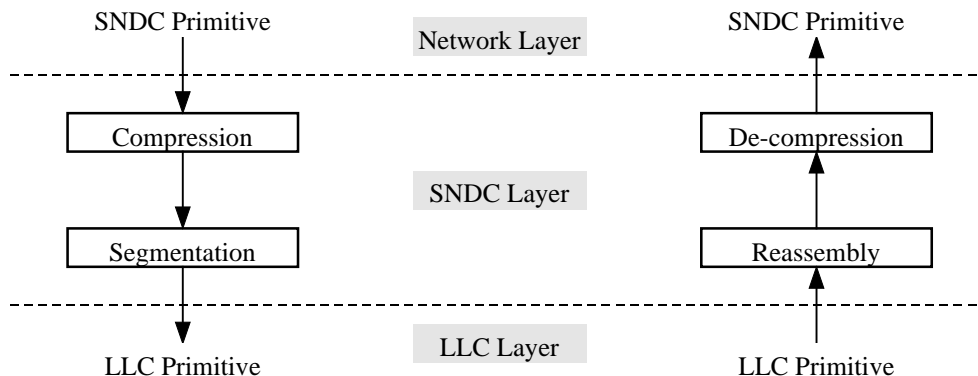 SNDC Primitive
Network Layer
SNDC Primitive
Compression
De-compression
SNDC Layer
Segmentation
Reassembly
LLC Layer
LLC Primitive
LLC Primitive